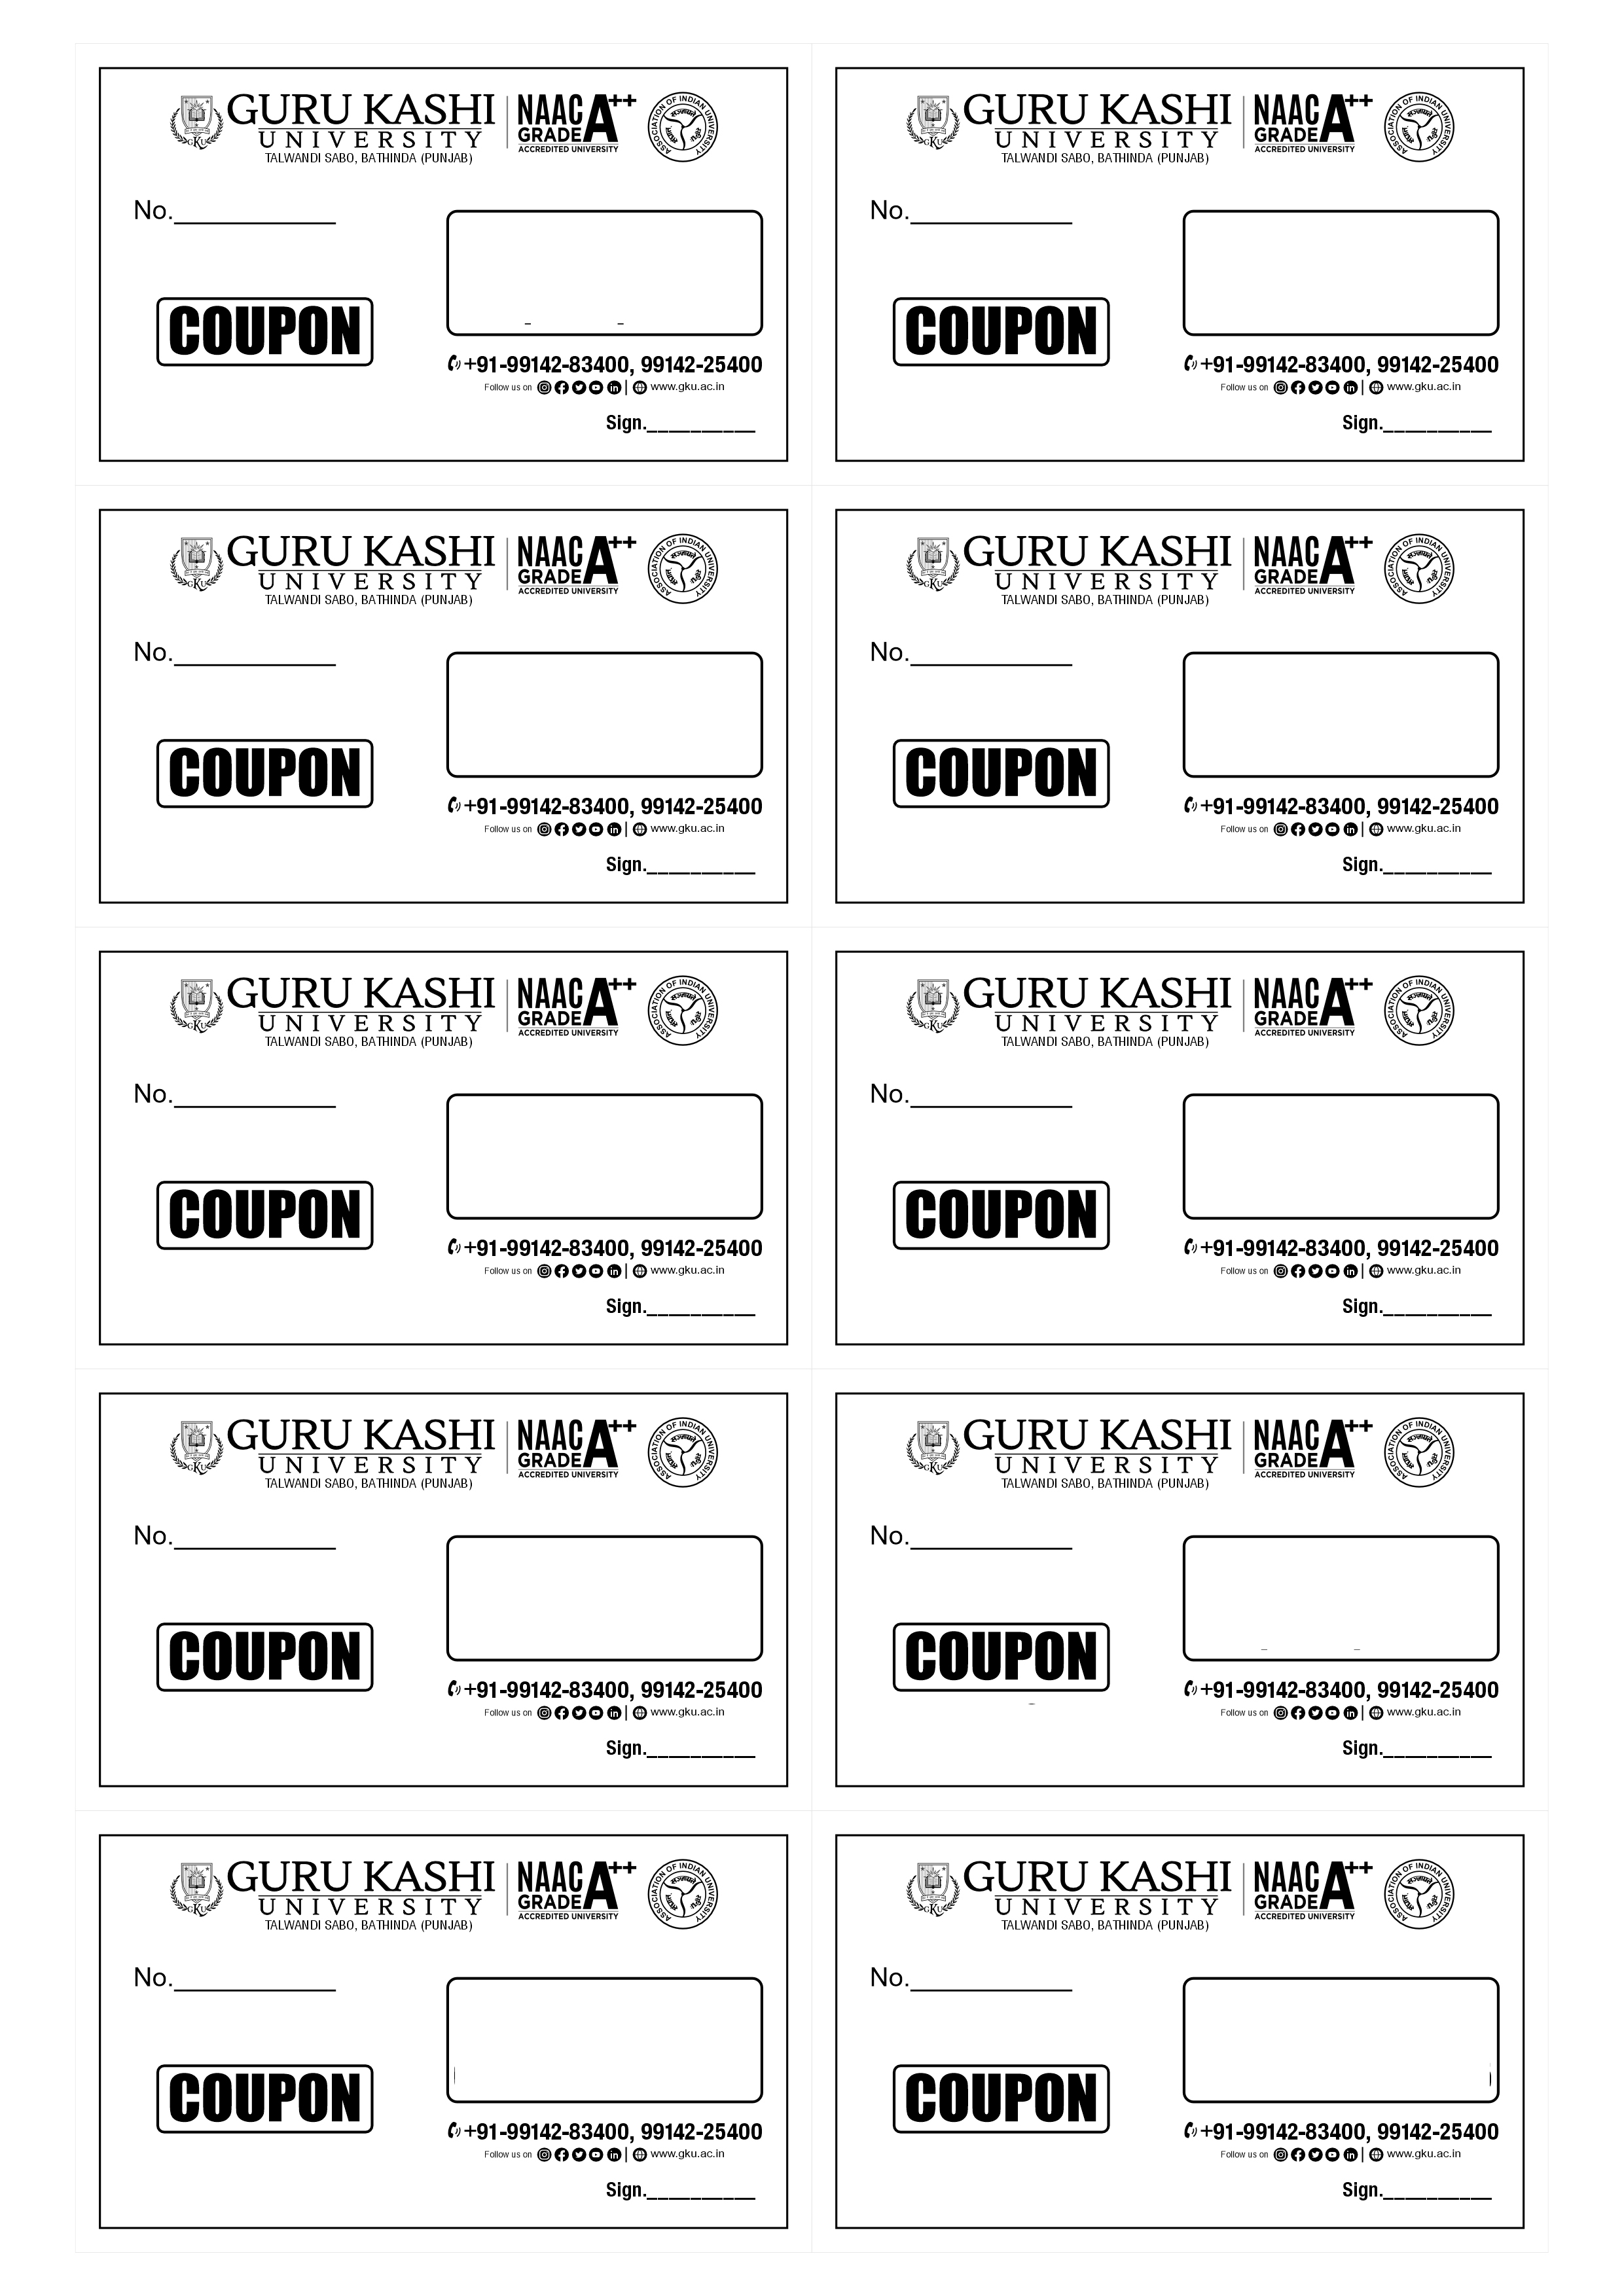 GURU KASHI
UNIVERSITY
TALWANDI SABO, BATHINDA (PUNJAB)
NAAC A++
GRADE
ACCREDITED UNIVERSITY
ASSOCIATION OF INDIAN UNIVERSITY
GKU
No.____________
COUPON
+91-99142-83400, 99142-25400
Follow us on | www.gku.ac.in
Sign.__________
GURU KASHI
UNIVERSITY
TALWANDI SABO, BATHINDA (PUNJAB)
NAAC A++
GRADE
ACCREDITED UNIVERSITY
ASSOCIATION OF INDIAN UNIVERSITY
GKU
No.____________
COUPON
+91-99142-83400, 99142-25400
Follow us on | www.gku.ac.in
Sign.__________
GURU KASHI
UNIVERSITY
TALWANDI SABO, BATHINDA (PUNJAB)
NAAC A++
GRADE
ACCREDITED UNIVERSITY
ASSOCIATION OF INDIAN UNIVERSITY
GKU
No.____________
COUPON
+91-99142-83400, 99142-25400
Follow us on | www.gku.ac.in
Sign.__________
GURU KASHI
UNIVERSITY
TALWANDI SABO, BATHINDA (PUNJAB)
NAAC A++
GRADE
ACCREDITED UNIVERSITY
ASSOCIATION OF INDIAN UNIVERSITY
GKU
No.____________
COUPON
+91-99142-83400, 99142-25400
Follow us on | www.gku.ac.in
Sign.__________
GURU KASHI
UNIVERSITY
TALWANDI SABO, BATHINDA (PUNJAB)
NAAC A++
GRADE
ACCREDITED UNIVERSITY
ASSOCIATION OF INDIAN UNIVERSITY
GKU
No.____________
COUPON
+91-99142-83400, 99142-25400
Follow us on | www.gku.ac.in
Sign.__________
GURU KASHI
UNIVERSITY
TALWANDI SABO, BATHINDA (PUNJAB)
NAAC A++
GRADE
ACCREDITED UNIVERSITY
ASSOCIATION OF INDIAN UNIVERSITY
GKU
No.____________
COUPON
+91-99142-83400, 99142-25400
Follow us on | www.gku.ac.in
Sign.__________
GURU KASHI
UNIVERSITY
TALWANDI SABO, BATHINDA (PUNJAB)
NAAC A++
GRADE
ACCREDITED UNIVERSITY
ASSOCIATION OF INDIAN UNIVERSITY
GKU
No.____________
COUPON
+91-99142-83400, 99142-25400
Follow us on | www.gku.ac.in
Sign.__________
GURU KASHI
UNIVERSITY
TALWANDI SABO, BATHINDA (PUNJAB)
NAAC A++
GRADE
ACCREDITED UNIVERSITY
ASSOCIATION OF INDIAN UNIVERSITY
GKU
No.____________
COUPON
+91-99142-83400, 99142-25400
Follow us on | www.gku.ac.in
Sign.__________
GURU KASHI
UNIVERSITY
TALWANDI SABO, BATHINDA (PUNJAB)
NAAC A++
GRADE
ACCREDITED UNIVERSITY
ASSOCIATION OF INDIAN UNIVERSITY
GKU
No.____________
COUPON
+91-99142-83400, 99142-25400
Follow us on | www.gku.ac.in
Sign.__________
GURU KASHI
UNIVERSITY
TALWANDI SABO, BATHINDA (PUNJAB)
NAAC A++
GRADE
ACCREDITED UNIVERSITY
ASSOCIATION OF INDIAN UNIVERSITY
GKU
No.____________
COUPON
+91-99142-83400, 99142-25400
Follow us on | www.gku.ac.in
Sign.__________